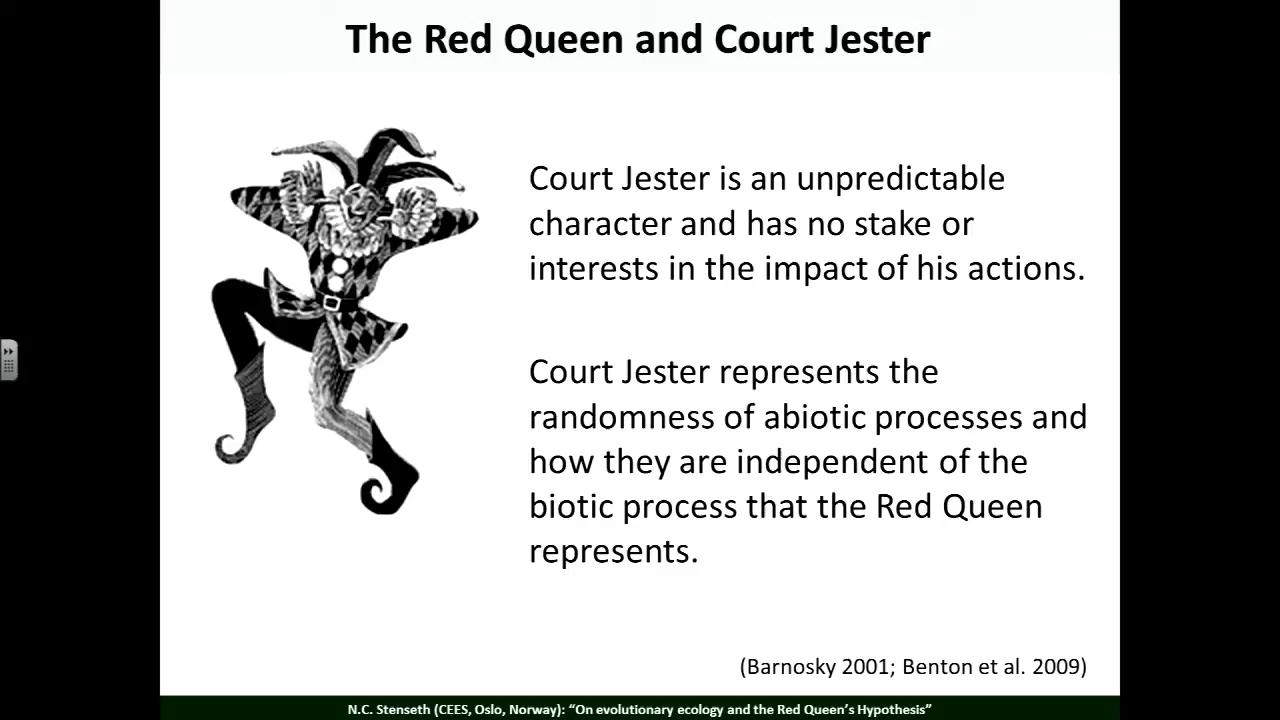 The Red Queen and Court Jester
Court Jester is an unpredictable
character and has no stake or
interests in the impact of his actions.
Court Jester represents the
randomness of abiotic processes and
how they are independent of the
biotic process that the Red Queen
represents.
(Barnosky 2001; Benton et al. 2009)
N.C. Stenseth (CEES, Oslo, Norway): “On evolutionary ecology and the Red Queen’s Hypothesis”